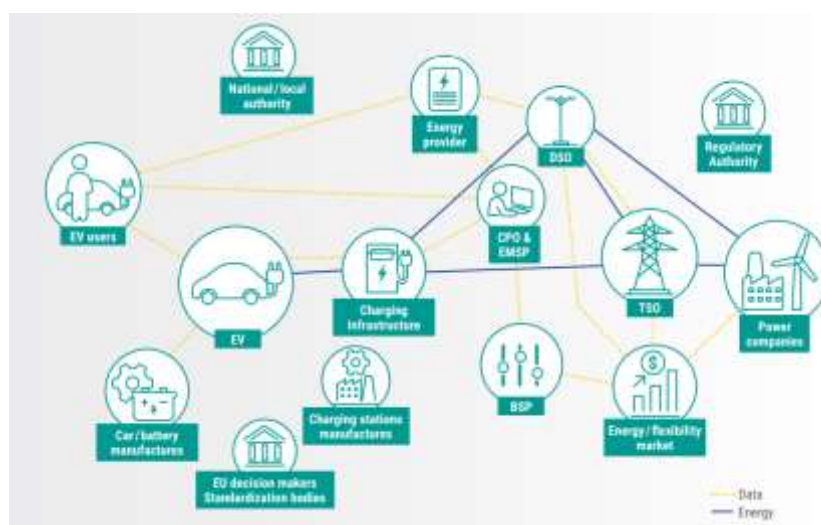 National/local
authority
Energy
provider
DSO
Regulatory
Authority
EV users
CPO &
EMSP
EV
Charging
Infrastructure
TSO
Power
companies
Car/battery
manufactures
Charging stations
manufactures
BSP
Energy/flexibility
market
EU decision makers
Standardization bodies
Data
Energy